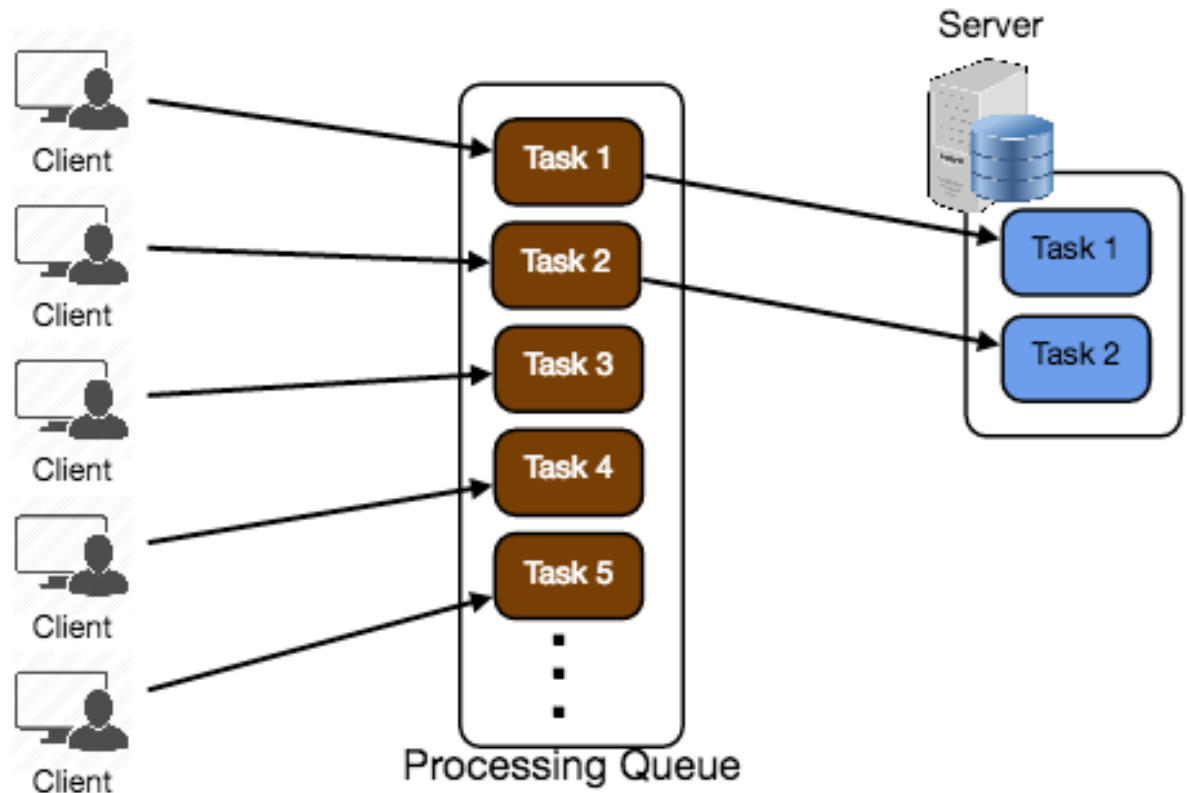 Server
Client
Client
Client
Client
Client
Task 1
Task 2
Task 3
Task 4
Task 5
Processing Queue
Task 1
Task 2